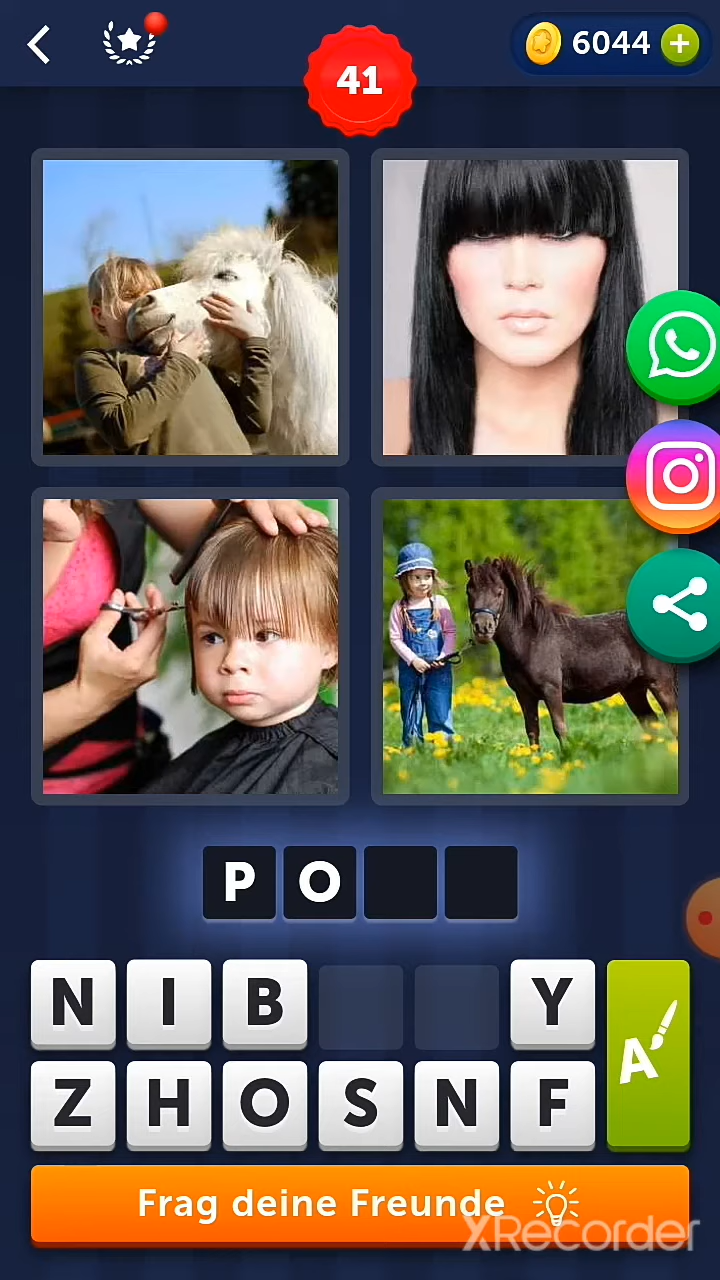 41
6044
P O
N I B Y
Z H O S N F
A
Frag deine Freunde
XRecorder